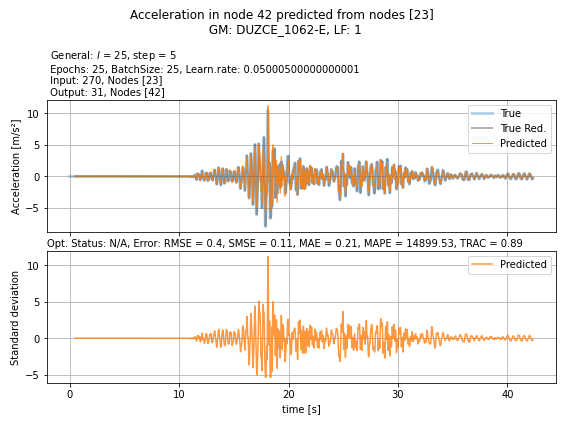 Acceleration in node 42 predicted from nodes [23]
GM: DUZCE_1062-E, LF: 1
General: l = 25, step = 5
Epochs: 25, BatchSize: 25, Learn.rate: 0.05000500000000001
Input: 270, Nodes [23]
Output: 31, Nodes [42]
Acceleration [m/s²]
10
5
0
−5
True
True Red.
Predicted
Opt. Status: N/A, Error: RMSE = 0.4, SMSE = 0.11, MAE = 0.21, MAPE = 14899.53, TRAC = 0.89
Standard deviation
10
5
0
−5
Predicted
0 10 20 30 40
time [s]